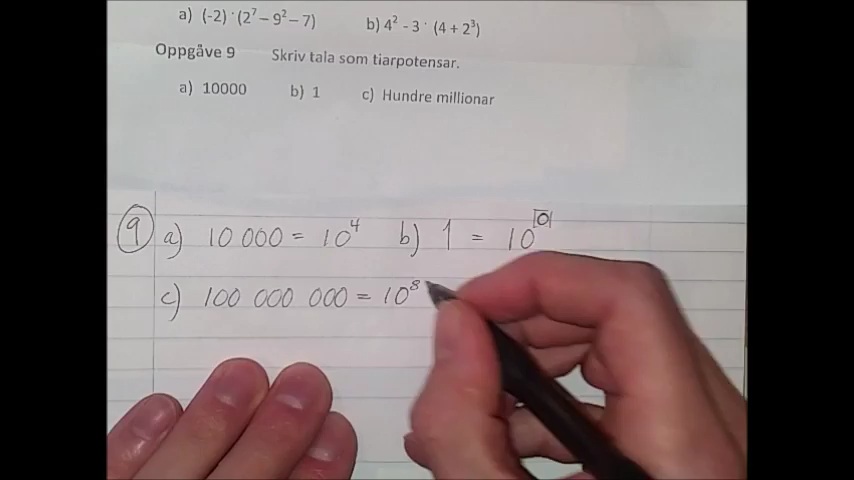 a) (-2) · (2⁷ – 9² – 7) b) 4² - 3 · (4 + 2³)
Oppgåve 9 Skriv tala som tiarpotensar.
a) 10000 b) 1 c) Hundre millionar
9 a) 10 000 = 10⁴ b) 1 = 10⁰
c) 100 000 000 = 10⁸